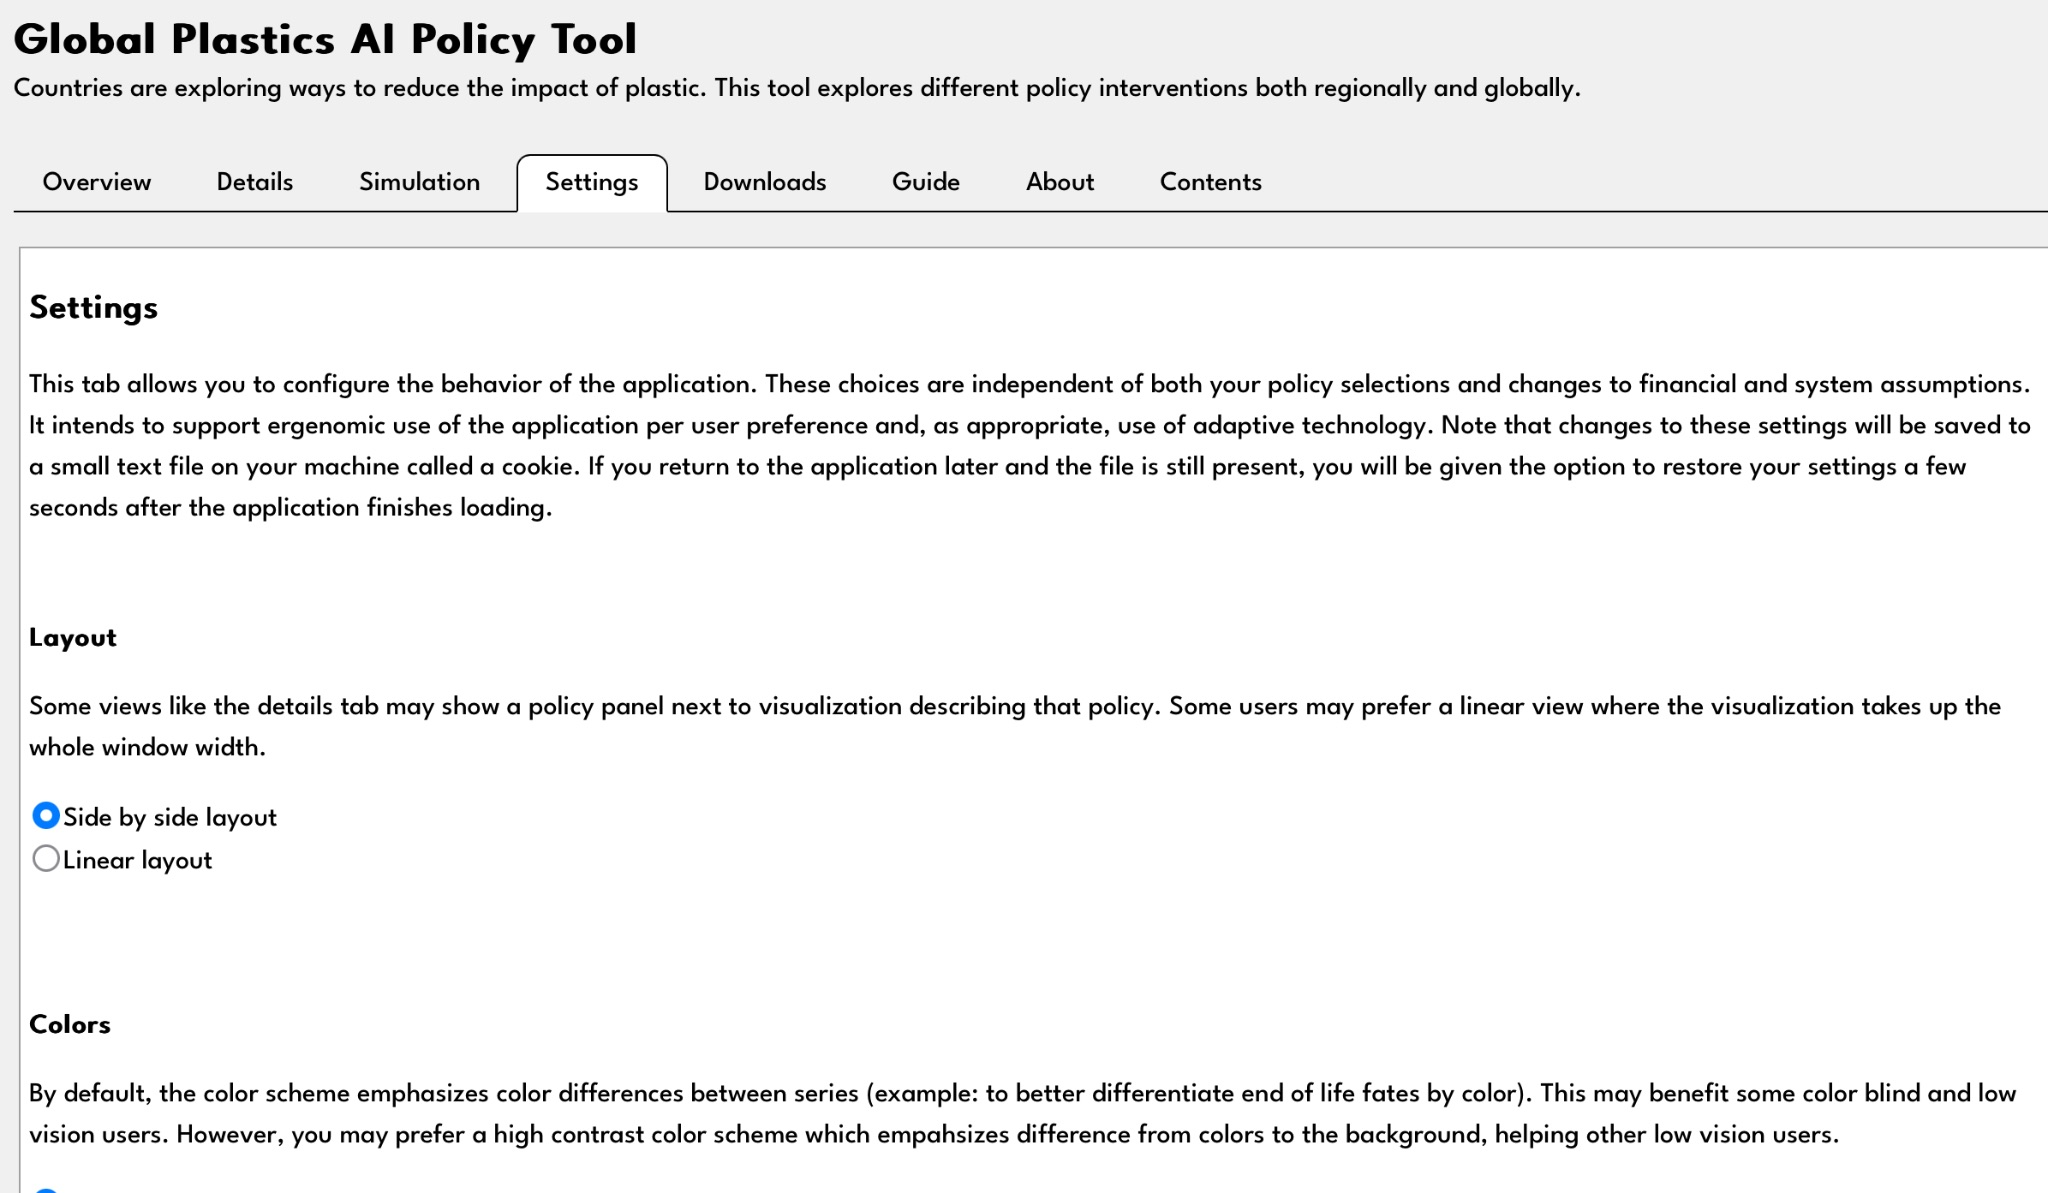 Global Plastics AI Policy Tool
Countries are exploring ways to reduce the impact of plastic. This tool explores different policy interventions both regionally and globally.
Overview Details Simulation Settings Downloads Guide About Contents
Settings
This tab allows you to configure the behavior of the application. These choices are independent of both your policy selections and changes to financial and system assumptions.
It intends to support ergenomic use of the application per user preference and, as appropriate, use of adaptive technology. Note that changes to these settings will be saved to
a small text file on your machine called a cookie. If you return to the application later and the file is still present, you will be given the option to restore your settings a few
seconds after the application finishes loading.
Layout
Some views like the details tab may show a policy panel next to visualization describing that policy. Some users may prefer a linear view where the visualization takes up the
whole window width.
Side by side layout
Linear layout
Colors
By default, the color scheme emphasizes color differences between series (example: to better differentiate end of life fates by color). This may benefit some color blind and low
vision users. However, you may prefer a high contrast color scheme which empahsizes difference from colors to the background, helping other low vision users.